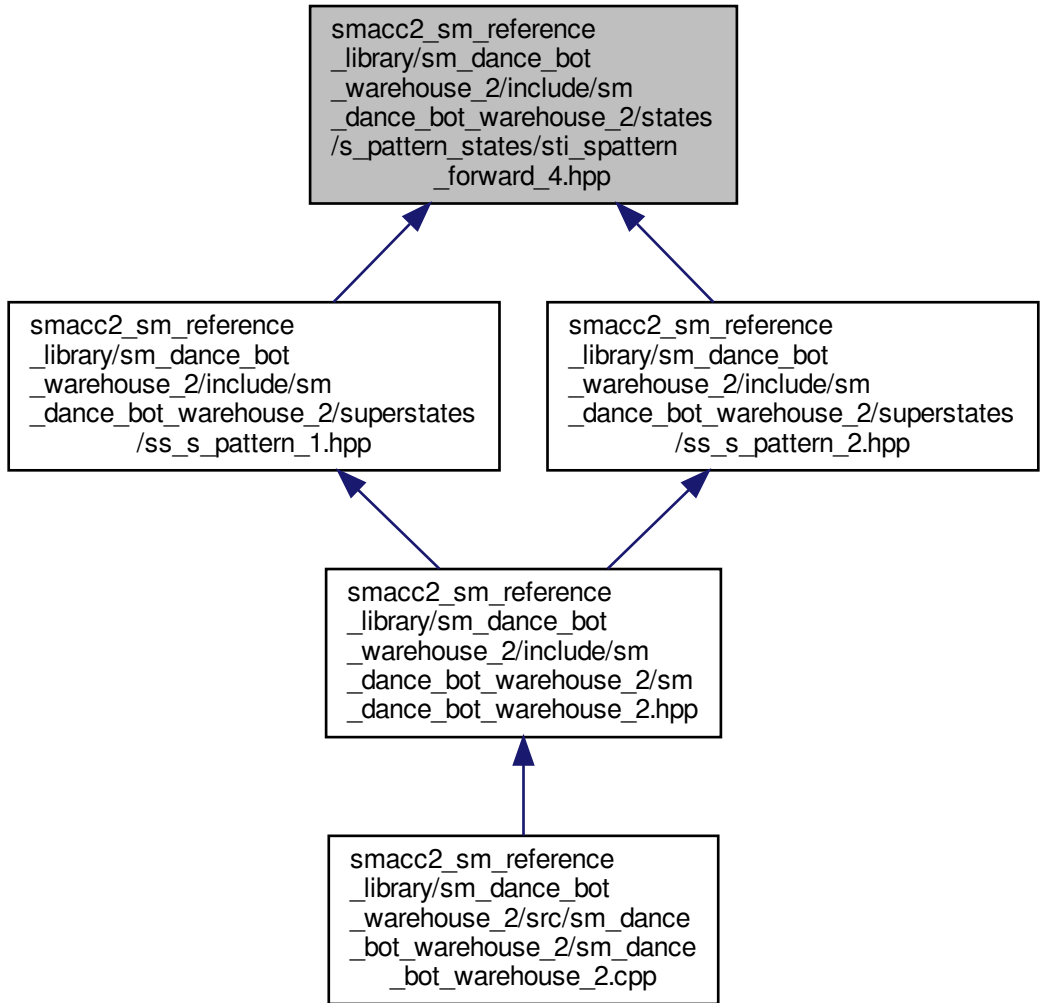 smacc2_sm_reference
_library/sm_dance_bot
_warehouse_2/include/sm
_dance_bot_warehouse_2/states
/s_pattern_states/sti_spattern
_forward_4.hpp
smacc2_sm_reference
_library/sm_dance_bot
_warehouse_2/include/sm
_dance_bot_warehouse_2/superstates
/ss_s_pattern_1.hpp
smacc2_sm_reference
_library/sm_dance_bot
_warehouse_2/include/sm
_dance_bot_warehouse_2/superstates
/ss_s_pattern_2.hpp
smacc2_sm_reference
_library/sm_dance_bot
_warehouse_2/include/sm
_dance_bot_warehouse_2/sm
_dance_bot_warehouse_2.hpp
smacc2_sm_reference
_library/sm_dance_bot
_warehouse_2/src/sm_dance
_bot_warehouse_2/sm_dance
_bot_warehouse_2.cpp